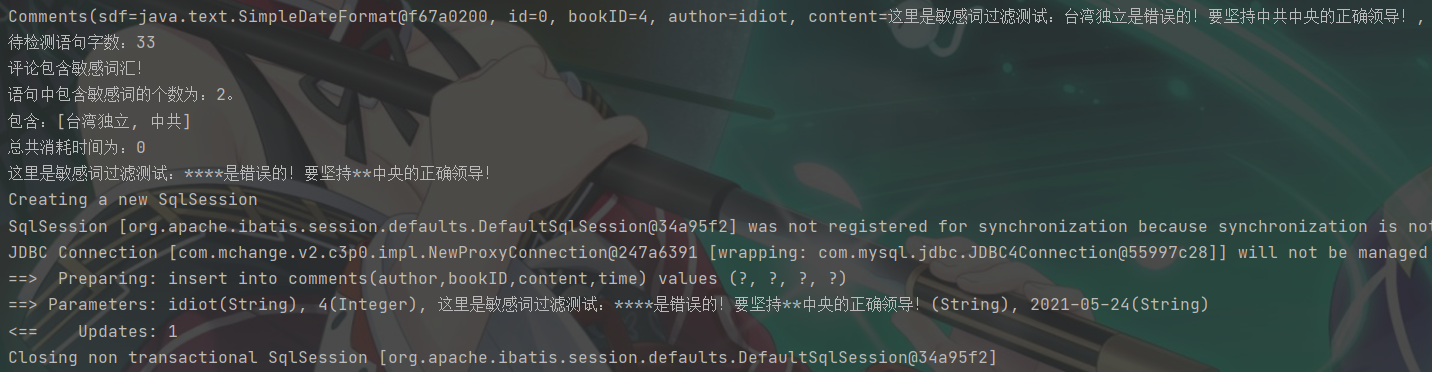 Comments(sdf=java.text.SimpleDateFormat@f67a0200, id=0, bookID=4, author=idiot, content=这里是敏感词过滤测试：台湾独立是错误的！要坚持中共中央的正确领导！,
待检测语句字数：33
评论包含敏感词汇！
语句中包含敏感词的个数为：2。
包含：[台湾独立, 中共]
总共消耗时间为：0
这里是敏感词过滤测试：****是错误的！要坚持**中央的正确领导！
Creating a new SqlSession
SqlSession [org.apache.ibatis.session.defaults.DefaultSqlSession@34a95f2] was not registered for synchronization because synchronization is not
JDBC Connection [com.mchange.v2.c3p0.impl.NewProxyConnection@247a6391 [wrapping: com.mysql.jdbc.JDBC4Connection@55997c28]] will not be managed
==>  Preparing: insert into comments(author,bookID,content,time) values (?, ?, ?, ?)
==> Parameters: idiot(String), 4(Integer), 这里是敏感词过滤测试：****是错误的！要坚持**中央的正确领导！(String), 2021-05-24(String)
<==    Updates: 1
Closing non transactional SqlSession [org.apache.ibatis.session.defaults.DefaultSqlSession@34a95f2]